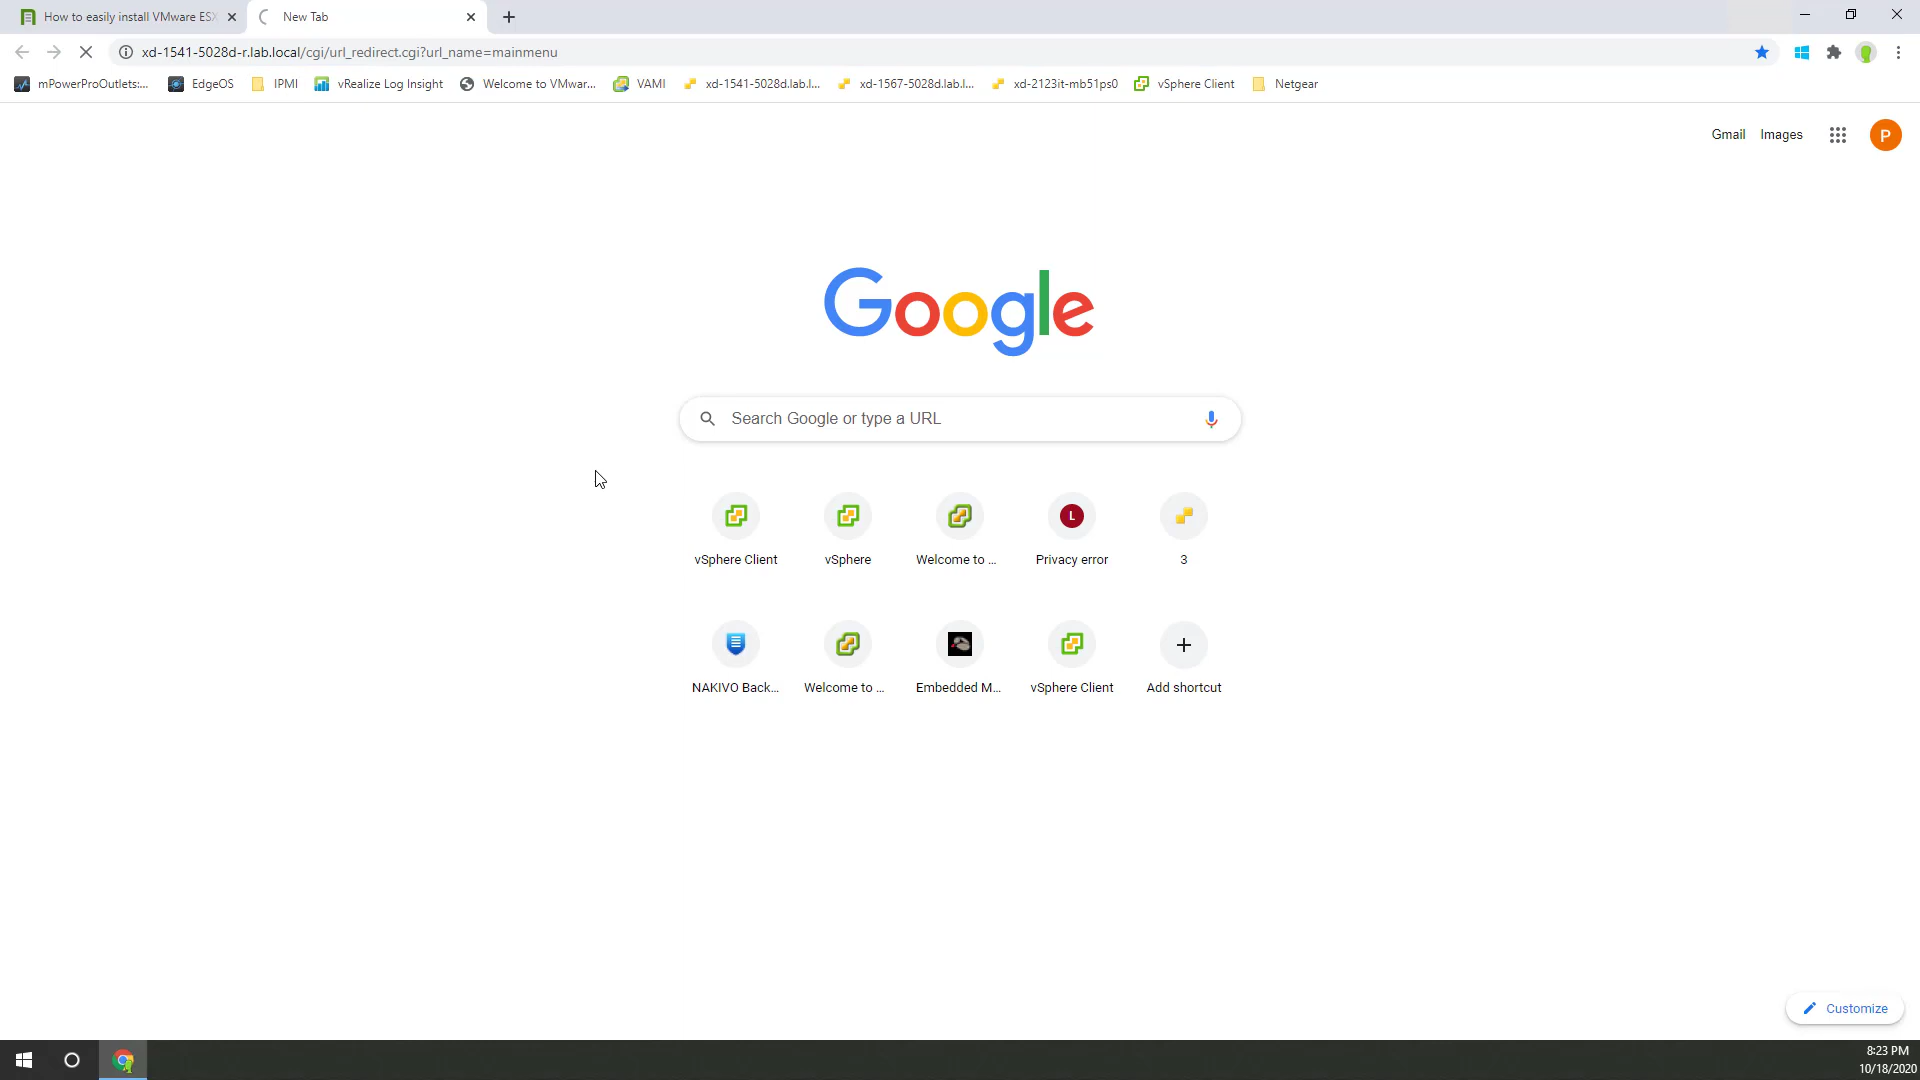 How to easily install VMware ESX
New Tab
xd-1541-5028d-r.lab.local/cgi/url_redirect.cgi?url_name=mainmenu
mPowerProOutlets:...
EdgeOS
IPMI
vRealize Log Insight
Welcome to VMwar...
VAMI
xd-1541-5028d.lab.l...
xd-1567-5028d.lab.l...
xd-2123it-mb51ps0
vSphere Client
Netgear
Gmail
Images
P
Google
Search Google or type a URL
L
vSphere Client
vSphere
Welcome to ...
Privacy error
3
NAKIVO Back...
Welcome to ...
Embedded M...
vSphere Client
Add shortcut
Customize
8:23 PM
10/18/2020